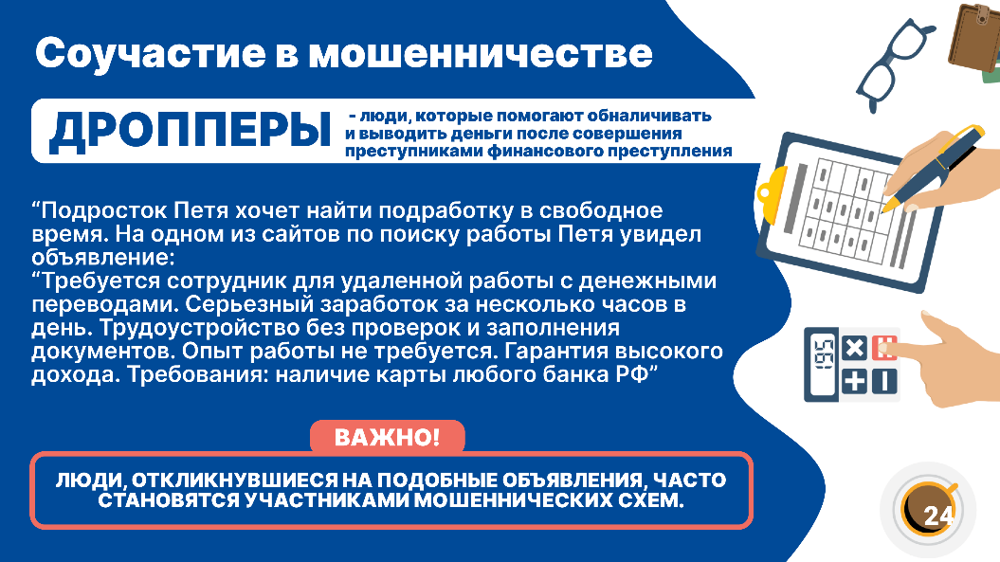 Соучастие в мошенничестве
ДРОППЕРЫ
- люди, которые помогают обналичивать
и выводить деньги после совершения
преступниками финансового преступления
“Подросток Петя хочет найти подработку в свободное
время. На одном из сайтов по поиску работы Петя увидел
объявление:
“Требуется сотрудник для удаленной работы с денежными
переводами. Серьезный заработок за несколько часов в
день. Трудоустройство без проверок и заполнения
документов. Опыт работы не требуется. Гарантия высокого
дохода. Требования: наличие карты любого банка РФ”
ВАЖНО!
ЛЮДИ, ОТКЛИКНУВШИЕСЯ НА ПОДОБНЫЕ ОБЪЯВЛЕНИЯ, ЧАСТО
СТАНОВЯТСЯ УЧАСТНИКАМИ МОШЕННИЧЕСКИХ СХЕМ.
24